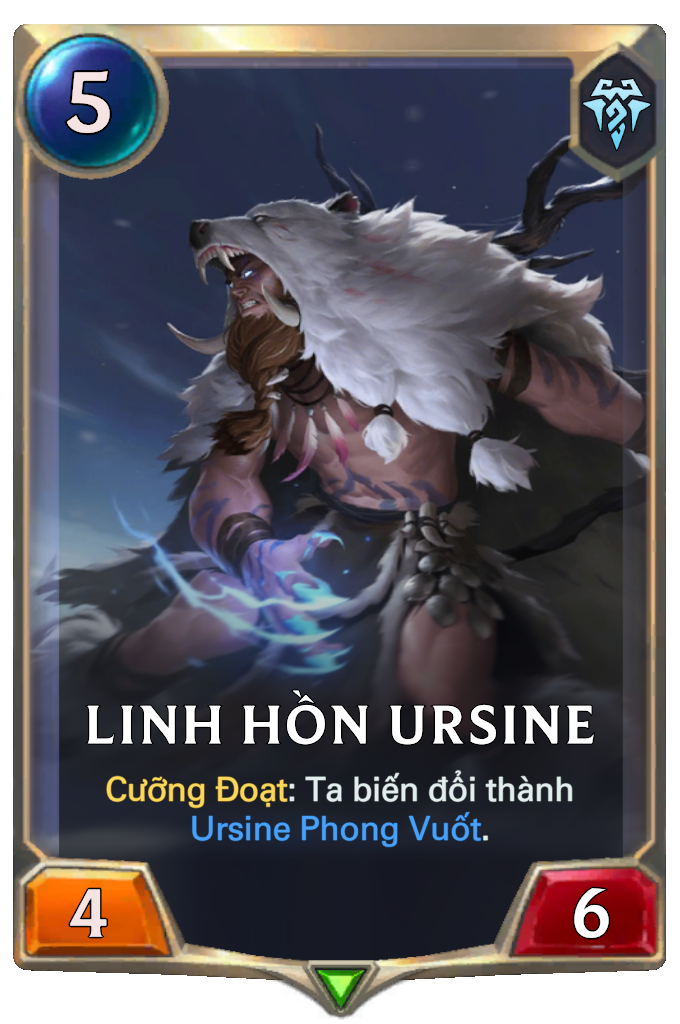 5
LINH HỒN URSINE
Cưỡng Đoạt: Ta biến đổi thành
Ursine Phong Vuốt.
4
6